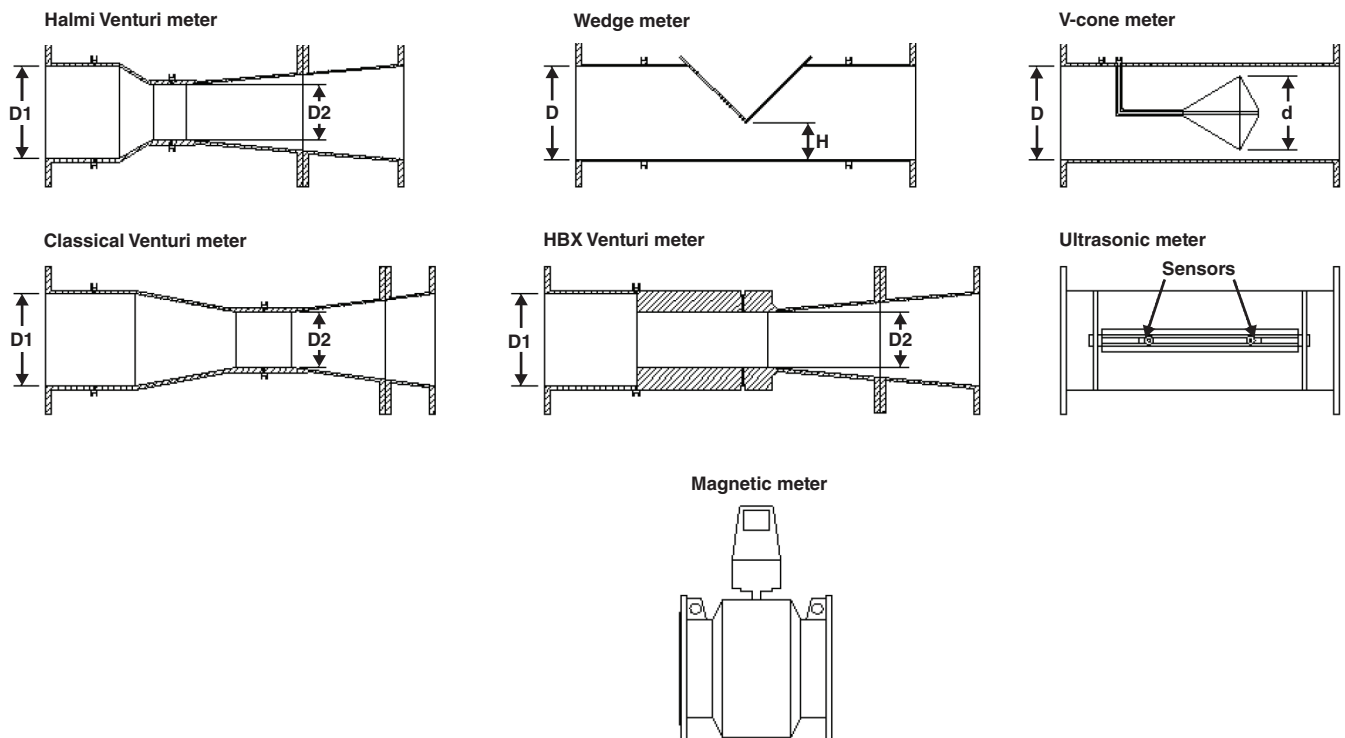 Halmi Venturi meter
D1
D2
Wedge meter
D
H
V-cone meter
D
d
Classical Venturi meter
D1
D2
HBX Venturi meter
D1
D2
Ultrasonic meter
Sensors
Magnetic meter